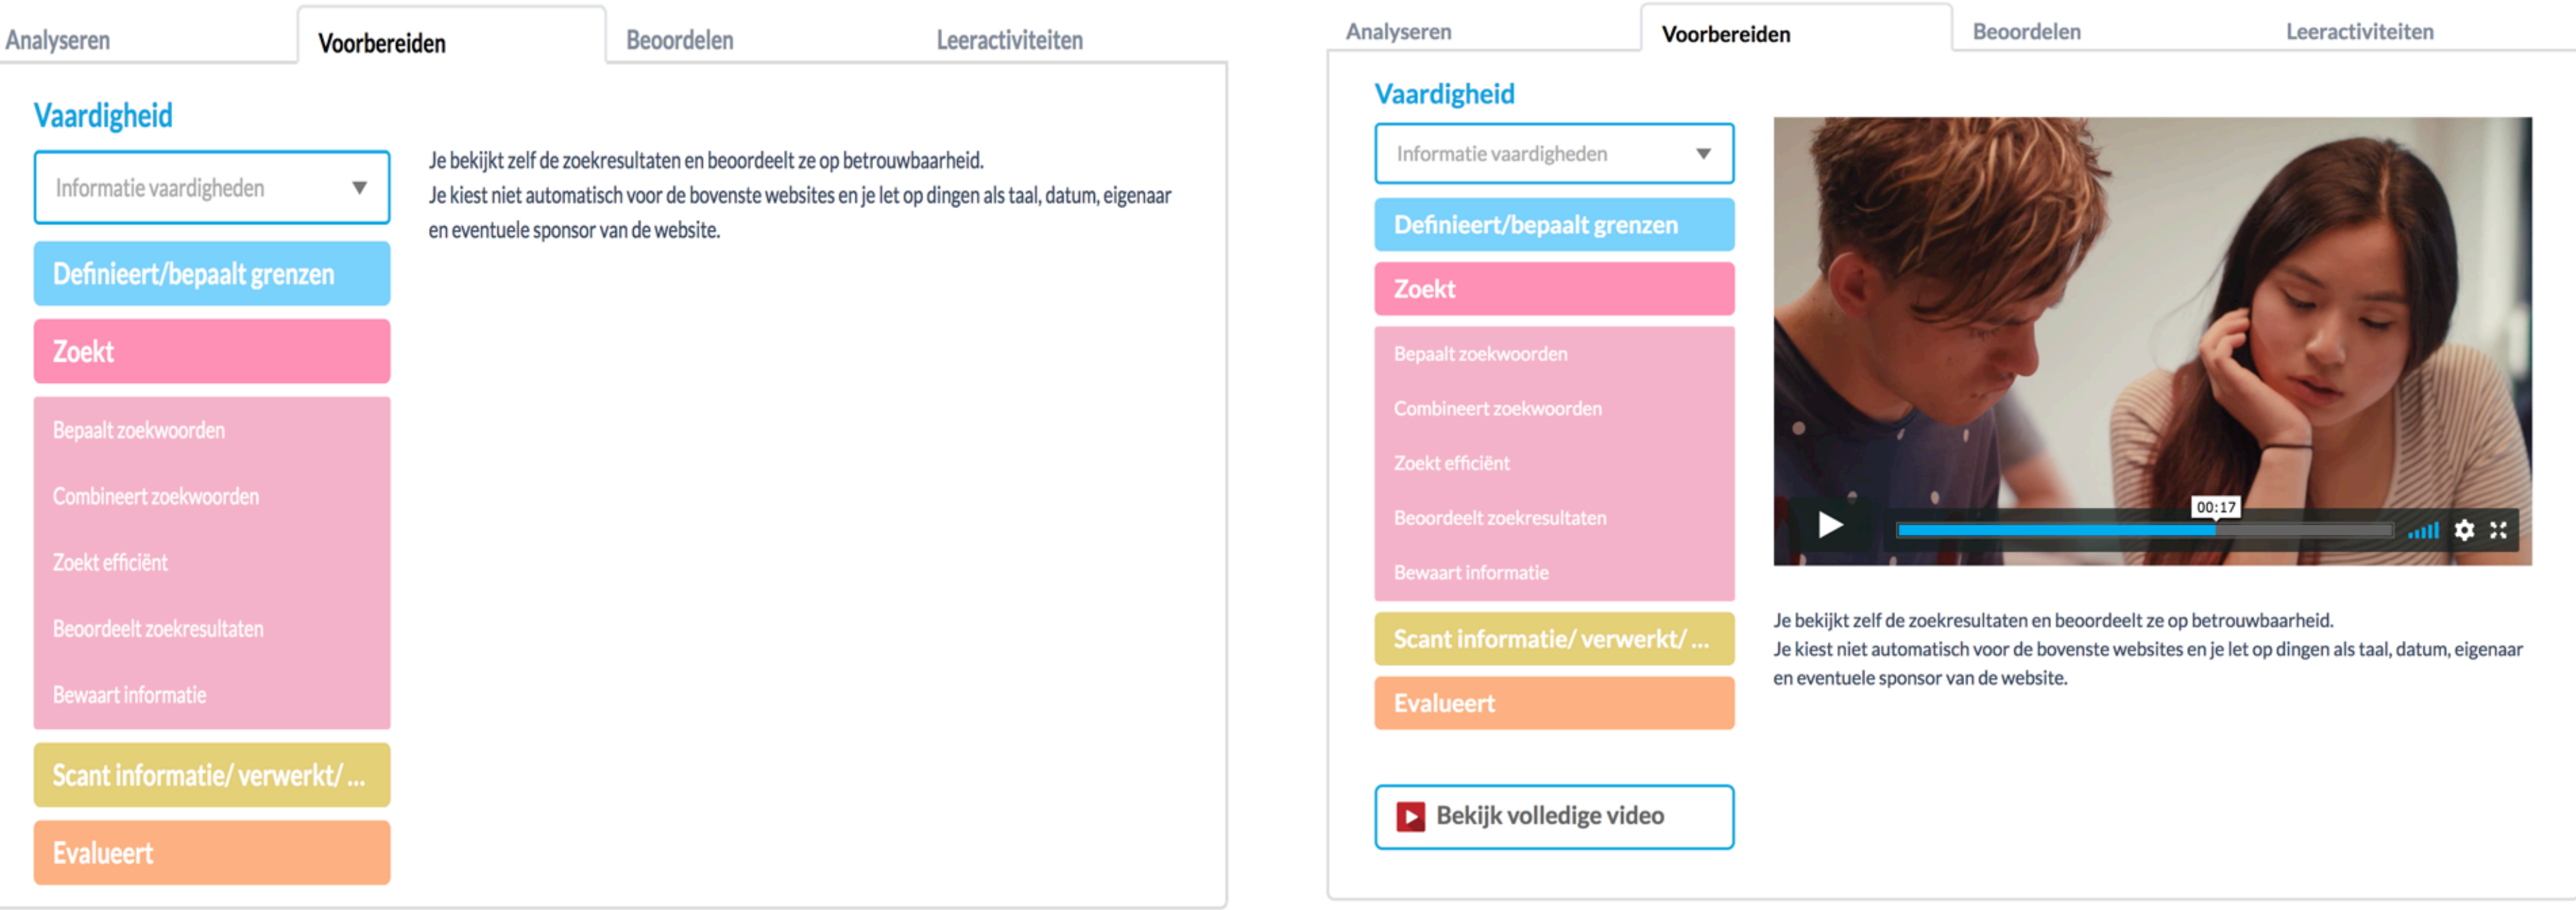 Analyseren
Voorbereiden
Beoordelen
Leeractiviteiten
Vaardigheid
Informatie vaardigheden
Definieert/bepaalt grenzen
Zoekt
Bepaalt zoekwoorden
Combineert zoekwoorden
Zoekt efficiënt
Beoordeelt zoekresultaten
Bewaart informatie
Scant informatie/ verwerkt/ ...
Evalueert
Je bekijkt zelf de zoekresultaten en beoordeelt ze op betrouwbaarheid.
Je kiest niet automatisch voor de bovenste websites en je let op dingen als taal, datum, eigenaar
en eventuele sponsor van de website.
Analyseren
Voorbereiden
Beoordelen
Leeractiviteiten
Vaardigheid
Informatie vaardigheden
Definieert/bepaalt grenzen
Zoekt
Bepaalt zoekwoorden
Combineert zoekwoorden
Zoekt efficiënt
Beoordeelt zoekresultaten
Bewaart informatie
Scant informatie/ verwerkt/ ...
Evalueert
Bekijk volledige video
00:17
Je bekijkt zelf de zoekresultaten en beoordeelt ze op betrouwbaarheid.
Je kiest niet automatisch voor de bovenste websites en je let op dingen als taal, datum, eigenaar
en eventuele sponsor van de website.